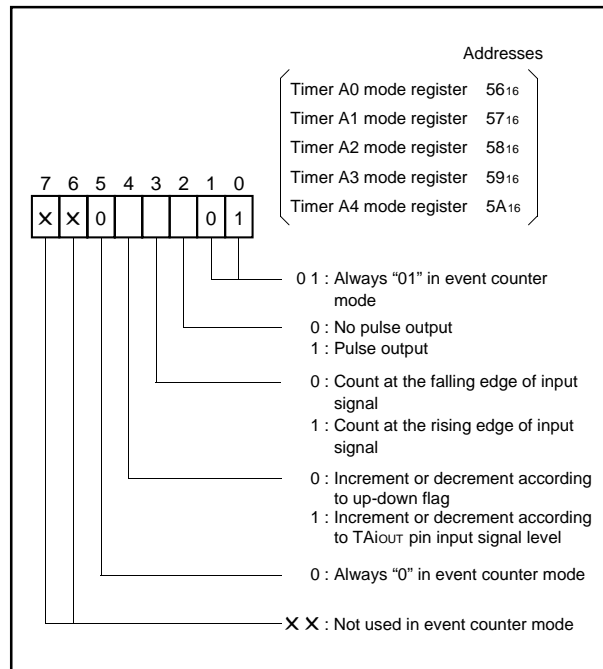 Addresses
Timer A0 mode register 5616
Timer A1 mode register 5716
Timer A2 mode register 5816
Timer A3 mode register 5916
Timer A4 mode register 5A16
7 6 5 4 3 2 1 0
× × 0 0 1
0 1 : Always “01” in event counter
mode
0 : No pulse output
1 : Pulse output
0 : Count at the falling edge of input
signal
1 : Count at the rising edge of input
signal
0 : Increment or decrement according
to up-down flag
1 : Increment or decrement according
to TAiOUT pin input signal level
0 : Always “0” in event counter mode
× × : Not used in event counter mode